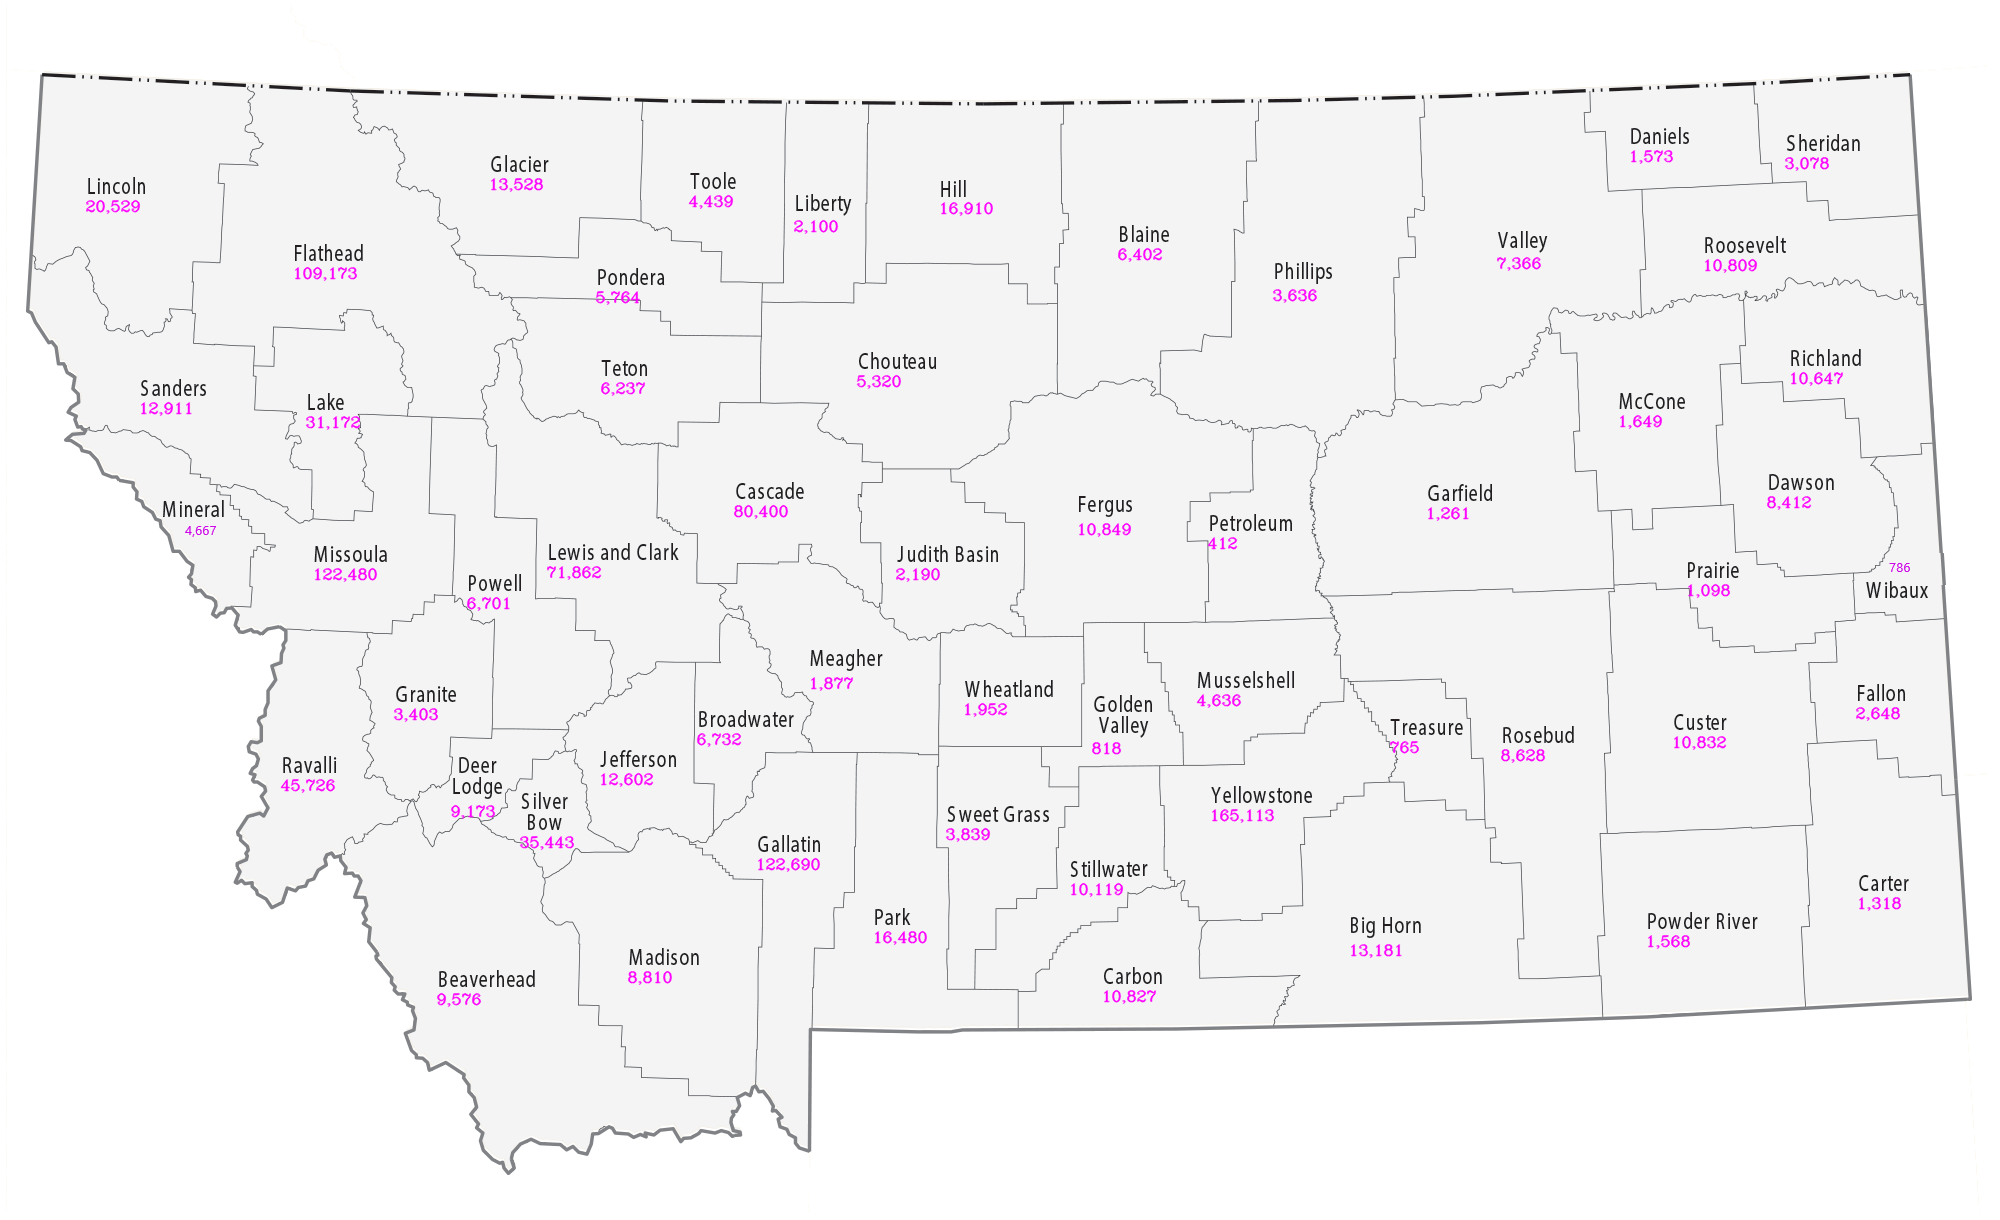 Daniels
1,573
Sheridan
3,078
Glacier
13,528
Toole
4,439
Lincoln
20,529
Hill
16,910
Liberty
2,100
Blaine
6,402
Valley
7,366
Roosevelt
10,809
Flathead
109,173
Pondera
5,764
Phillips
3,636
Teton
6,237
Chouteau
5,320
Richland
10,647
Sanders
12,911
Lake
31,172
McCone
1,649
Mineral
4,667
Cascade
80,400
Fergus
10,849
Garfield
1,261
Dawson
8,412
Petroleum
412
Missoula
122,480
Lewis and Clark
71,862
Judith Basin
2,190
Powell
6,701
Prairie
1,098
786
Wibaux
Meagher
1,877
Granite
3,403
Wheatland
1,952
Musselshell
4,636
Golden
Valley
818
Fallon
2,648
Broadwater
6,732
Treasure
765
Rosebud
8,628
Custer
10,832
Ravalli
45,726
Deer
Lodge
9,173
Jefferson
12,602
Silver
Bow
35,443
Yellowstone
165,113
Sweet Grass
3,839
Gallatin
122,690
Stillwater
10,119
Carter
1,318
Park
16,480
Big Horn
13,181
Powder River
1,568
Madison
8,810
Beaverhead
9,576
Carbon
10,827